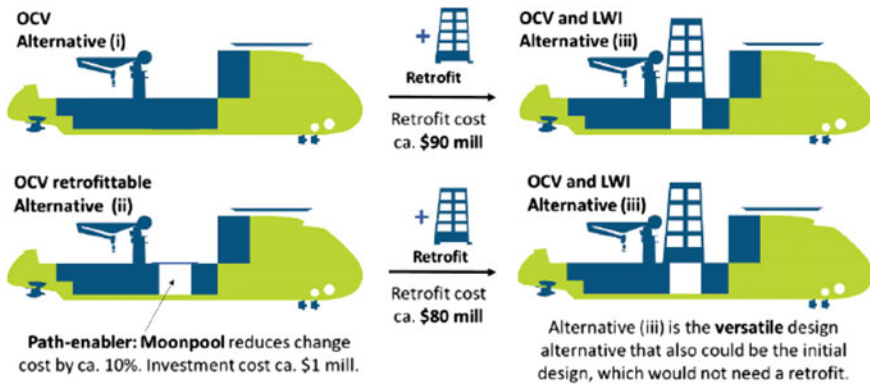 OCV
Alternative (i)
+
Retrofit
Retrofit cost
ca. $90 mill
OCV and LWI
Alternative (iii)
OCV retrofittable
Alternative (ii)
+
Retrofit
Retrofit cost
ca. $80 mill
OCV and LWI
Alternative (iii)
Path-enabler: Moonpool reduces change
cost by ca. 10%. Investment cost ca. $1 mill.
Alternative (iii) is the versatile design
alternative that also could be the initial
design, which would not need a retrofit.